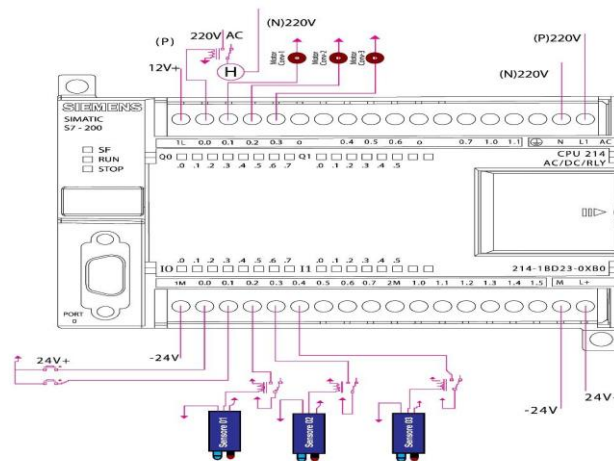 220V AC
(N)220V
(P)
12V+
H
Motor Conv-1
Motor Conv-2
Motor Conv-3
(P)220V
(N)220V
SIEMENS
SIMATIC
S7 - 200
SF
RUN
STOP
1L 0.0 0.1 0.2 0.3 o 0.4 0.5 0.6 o 0.7 1.0 1.1 N L1 AC
CPU 214
AC/DC/RLY
Q0 .0 .1 .2 .3 .4 .5 .6 .7 Q1 .0 .1 .2 .3 .4 .5
214-1BD23-0XB0
I0 .0 .1 .2 .3 .4 .5 .6 .7 I1 .0 .1 .2 .3 .4 .5
1M 0.0 0.1 0.2 0.3 0.4 0.5 0.6 0.7 2M 1.0 1.1 1.2 1.3 1.4 1.5 M L+
PORT
0
24V+
-24V
-24V
24V+
Sensore 01
Sensore 02
Sensore 03